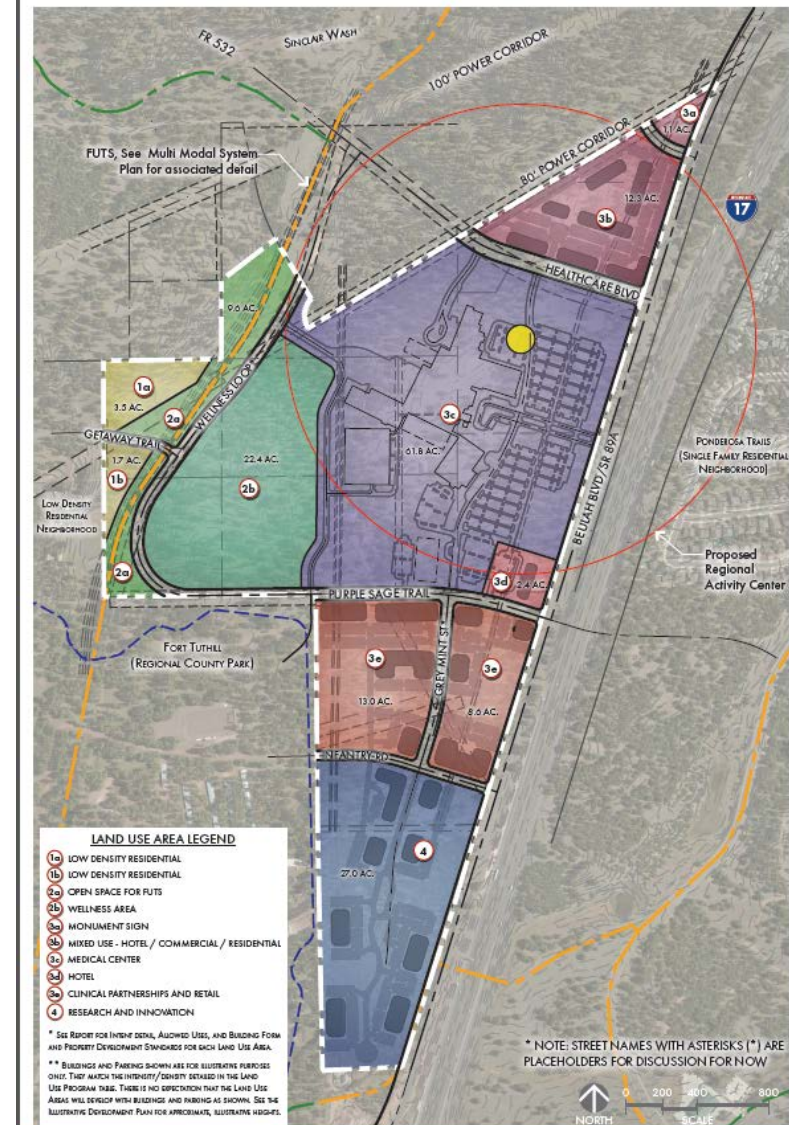 FR 532
SINCLAIR WASH
100' POWER CORRIDOR
FUTS, SEE MULTI MODAL SYSTEM
PLAN FOR ASSOCIATED DETAIL
80' POWER CORRIDOR
3a
1.1 AC.
12.3 AC.
3b
17
HEALTHCARE BLVD
9.6 AC.
1a
3.5 AC.
2a
WELLNESS LOOP
GETAWAY TRAIL
1.7 AC.
1b
22.4 AC.
2b
3c
61.8 AC.
PONDEROSA TRAILS
(SINGLE FAMILY RESIDENTIAL
NEIGHBORHOOD)
BEULAH BLVD/SR 89A
LOW DENSITY
RESIDENTIAL
NEIGHBORHOOD
Proposed
Regional
Activity Center
2a
3d
2.4 AC.
PURPLE SAGE TRAIL
FORT TUTHILL
(REGIONAL COUNTY PARK)
3e
GREY MINT ST*
3e
13.0 AC.
8.6 AC.
INFANTRY RD
4
27.0 AC.
LAND USE AREA LEGEND
1a LOW DENSITY RESIDENTIAL
1b LOW DENSITY RESIDENTIAL
2a OPEN SPACE FOR FUTS
2b WELLNESS AREA
3a MONUMENT SIGN
3b MIXED USE - HOTEL / COMMERCIAL / RESIDENTIAL
3c MEDICAL CENTER
3d HOTEL
3e CLINICAL PARTNERSHIPS AND RETAIL
4 RESEARCH AND INNOVATION
* SEE REPORT FOR INTENT DETAIL, ALLOWED USES, AND BUILDING FORM
AND PROPERTY DEVELOPMENT STANDARDS FOR EACH LAND USE AREA.
** BUILDINGS AND PARKING SHOWN ARE FOR ILLUSTRATIVE PURPOSES
ONLY. THEY MATCH THE INTENSITY/DENSITY DETAILED IN THE LAND
USE PROGRAM TABLE. THERE IS NO EXPECTATION THAT THE LAND USE
AREAS WILL DEVELOP WITH BUILDINGS AND PARKING AS SHOWN. SEE THE
ILLUSTRATIVE DEVELOPMENT PLAN FOR APPROXIMATE, ILLUSTRATIVE HEIGHTS.
* NOTE: STREET NAMES WITH ASTERISKS (*) ARE
PLACEHOLDERS FOR DISCUSSION FOR NOW
0 200 400 800
NORTH SCALE